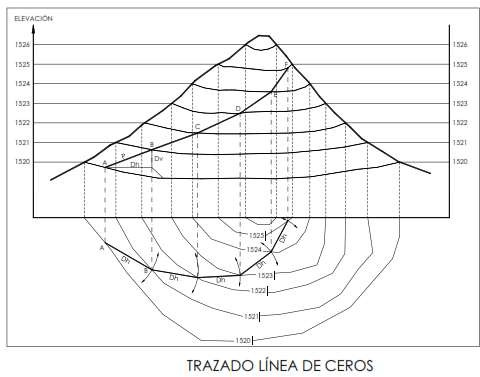 ELEVACIÓN
1526 1526
1525 F 1525
1524 E 1524
1523 D 1523
1522 C 1522
1521 B 1521
P Dv
1520 A Dh 1520
1525
Dh
A 1524
Dh B Dh Dh Dh 1523
1522
1521
1520
TRAZADO LÍNEA DE CEROS